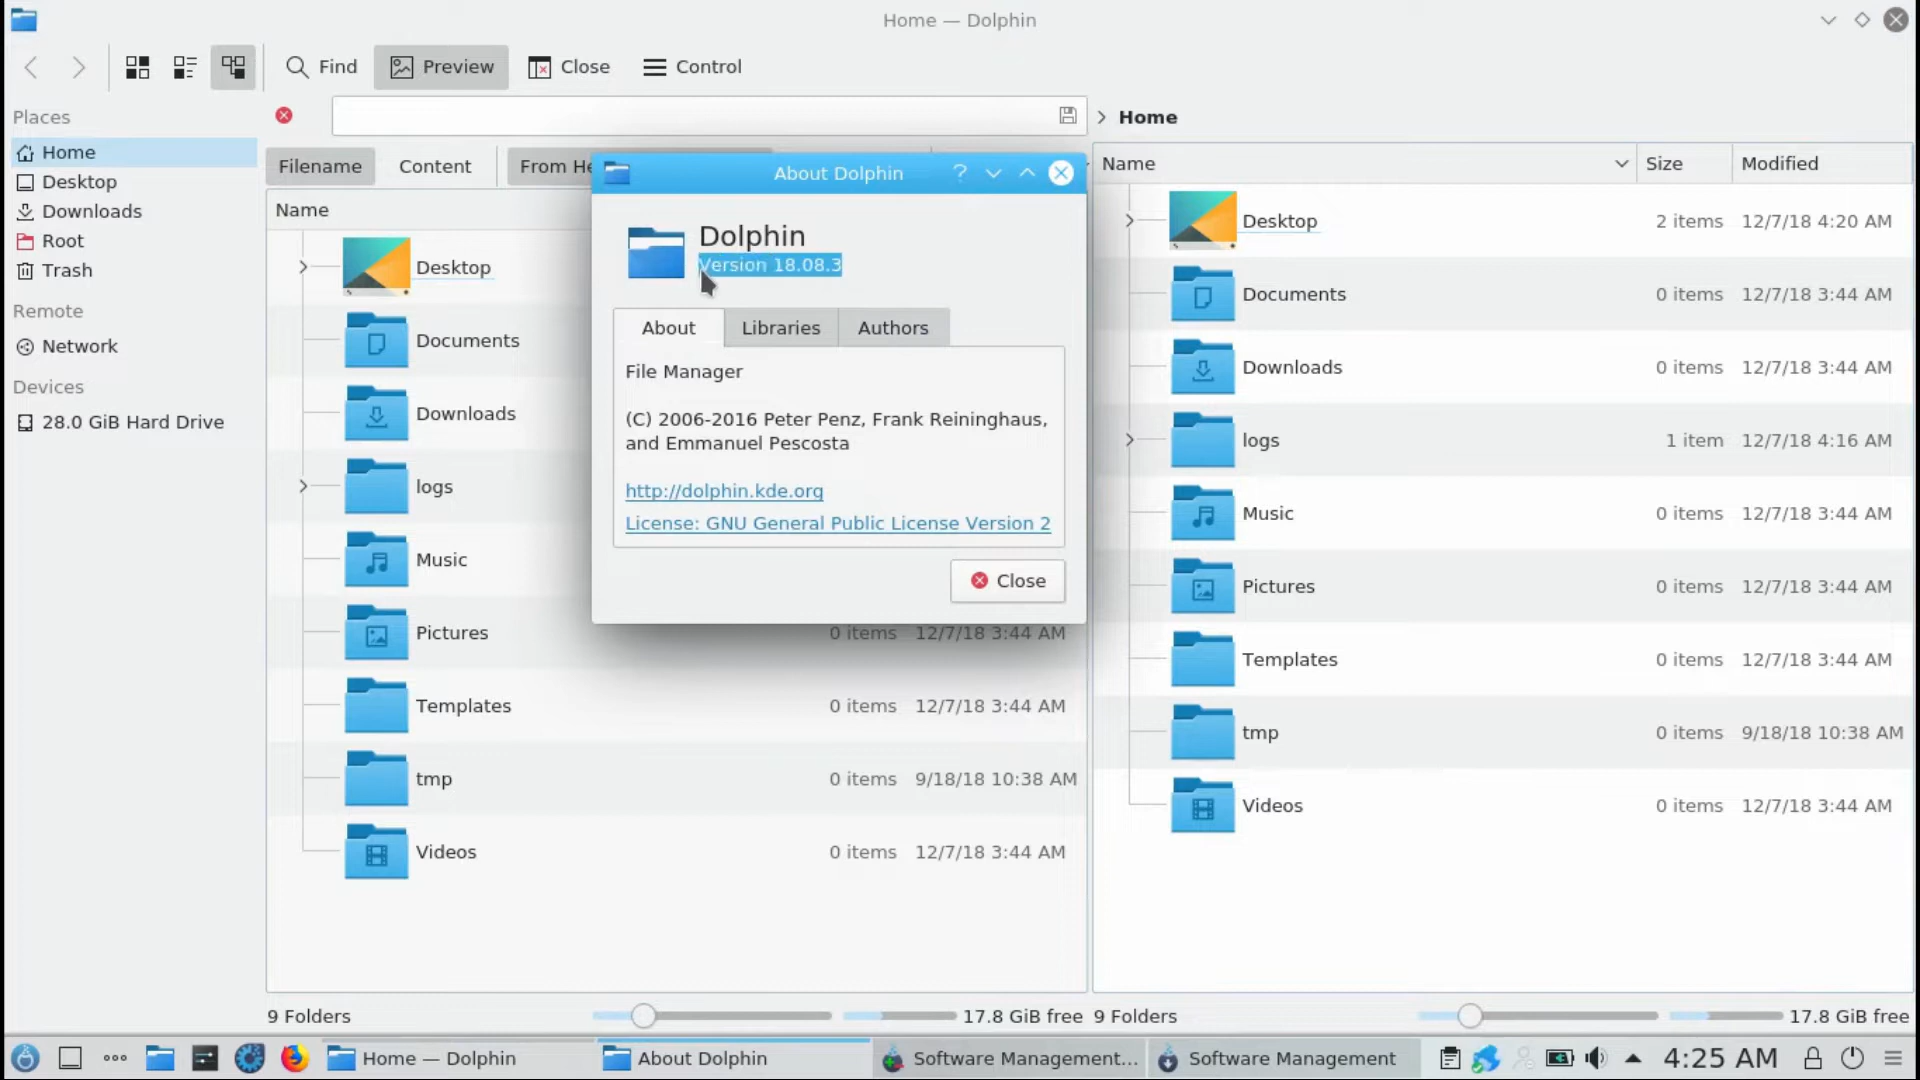 Home — Dolphin
Find
Preview
Close
Control
Places
Home
Desktop
Downloads
Root
Trash
Remote
Network
Devices
28.0 GiB Hard Drive
Filename
Content
From He
Name
Desktop
Documents
Downloads
logs
Music
Pictures 0 items 12/7/18 3:44 AM
Templates 0 items 12/7/18 3:44 AM
tmp 0 items 9/18/18 10:38 AM
Videos 0 items 12/7/18 3:44 AM
9 Folders
17.8 GiB free
About Dolphin
Dolphin
Version 18.08.3
About
Libraries
Authors
File Manager
(C) 2006-2016 Peter Penz, Frank Reininghaus,
and Emmanuel Pescosta
http://dolphin.kde.org
License: GNU General Public License Version 2
Close
Home
Name Size Modified
Desktop 2 items 12/7/18 4:20 AM
Documents 0 items 12/7/18 3:44 AM
Downloads 0 items 12/7/18 3:44 AM
logs 1 item 12/7/18 4:16 AM
Music 0 items 12/7/18 3:44 AM
Pictures 0 items 12/7/18 3:44 AM
Templates 0 items 12/7/18 3:44 AM
tmp 0 items 9/18/18 10:38 AM
Videos 0 items 12/7/18 3:44 AM
9 Folders
17.8 GiB free
Home — Dolphin
About Dolphin
Software Management...
Software Management
4:25 AM